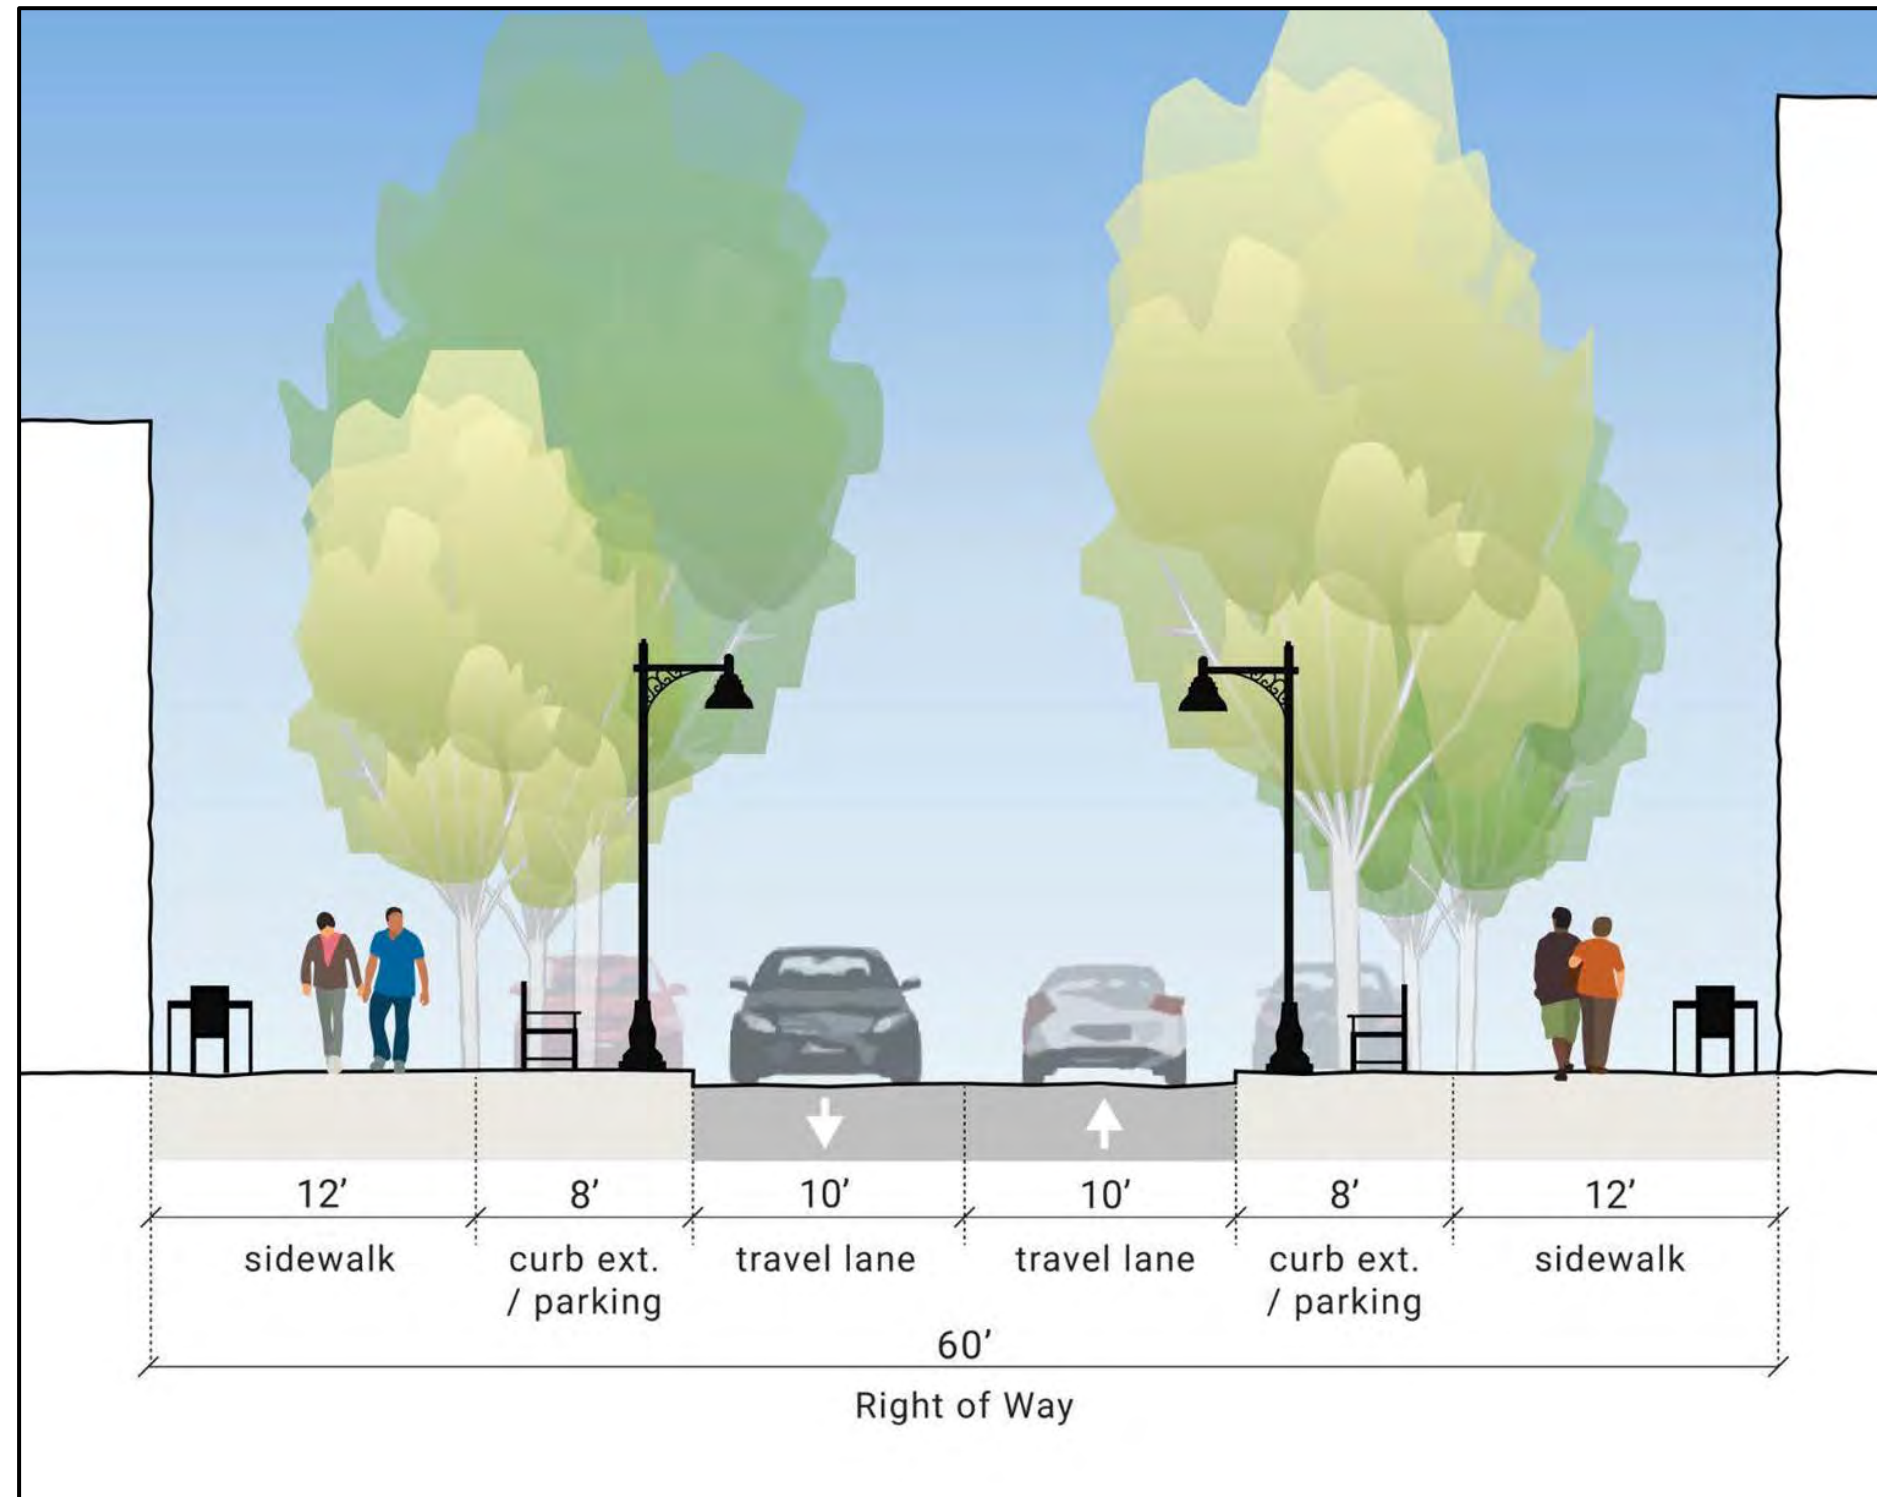 12’ 8’ 10’ 10’ 8’ 12’
sidewalk curb ext. travel lane travel lane curb ext. sidewalk
/ parking / parking
60’
Right of Way